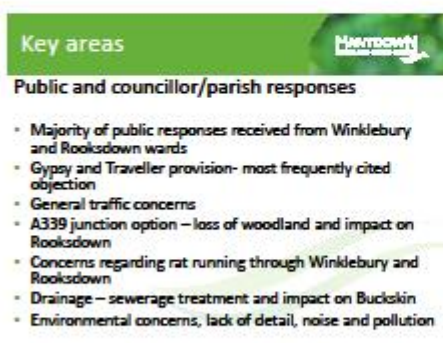 Key areas
Public and councillor/parish responses
• Majority of public responses received from Winklebury
and Rooksdown wards
• Gypsy and Traveller provision- most frequently cited
objection
• General traffic concerns
• A339 junction option – loss of woodland and impact on
Rooksdown
• Concerns regarding rat running through Winklebury and
Rooksdown
• Drainage – sewerage treatment and impact on Buckskin
• Environmental concerns, lack of detail, noise and pollution